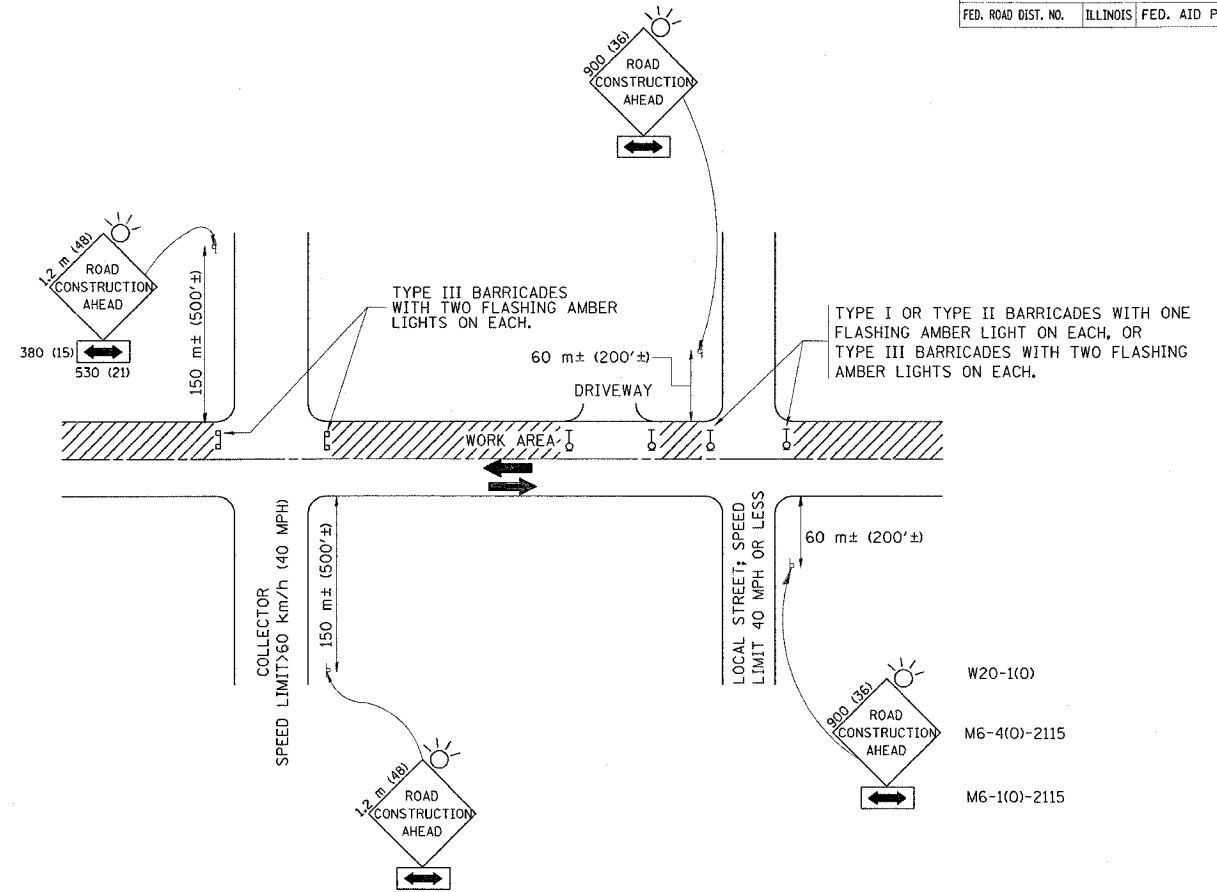 FED. ROAD DIST. NO. ILLINOIS FED. AID P
900 (36)
ROAD
CONSTRUCTION
AHEAD
1.2 m (48)
ROAD
CONSTRUCTION
AHEAD
380 (15)
530 (21)
150 m± (500'±)
TYPE III BARRICADES
WITH TWO FLASHING AMBER
LIGHTS ON EACH.
60 m± (200'±)
DRIVEWAY
TYPE I OR TYPE II BARRICADES WITH ONE
FLASHING AMBER LIGHT ON EACH, OR
TYPE III BARRICADES WITH TWO FLASHING
AMBER LIGHTS ON EACH.
WORK AREA
COLLECTOR
SPEED LIMIT>60 km/h (40 MPH)
150 m± (500'±)
LOCAL STREET; SPEED
LIMIT 40 MPH OR LESS
60 m± (200'±)
900 (36)
ROAD
CONSTRUCTION
AHEAD
W20-1(O)
M6-4(O)-2115
M6-1(O)-2115
1.2 m (48)
ROAD
CONSTRUCTION
AHEAD